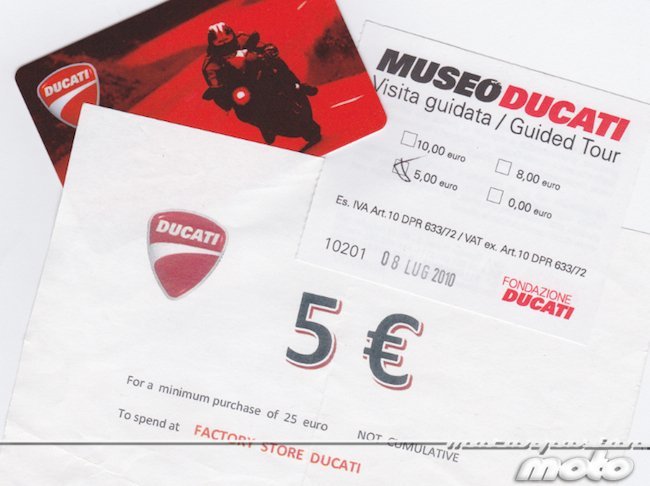 DUCATI
MUSEO DUCATI
Visita guidata / Guided Tour
10,00 euro
8,00 euro
5,00 euro
0,00 euro
Es. IVA Art.10 DPR 633/72 / VAT ex. Art.10 DPR 633/72
10201 08 LUG 2010
FONDAZIONE
DUCATI
DUCATI
5 €
For a minimum purchase of 25 euro NOT CUMULATIVE
To spend at FACTORY STORE DUCATI
moto